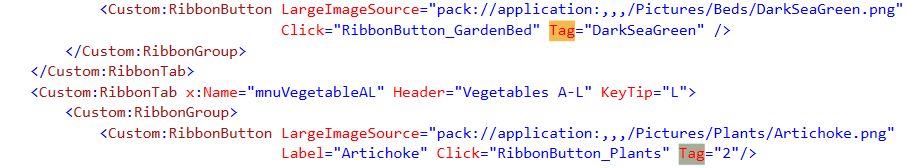 <Custom:RibbonButton LargeImageSource="pack://application:,,,/Pictures/Beds/DarkSeaGreen.png"
Click="RibbonButton_GardenBed" Tag="DarkSeaGreen" />
</Custom:RibbonGroup>
</Custom:RibbonTab>
<Custom:RibbonTab x:Name="mnuVegetableAL" Header="Vegetables A-L" KeyTip="L">
<Custom:RibbonGroup>
<Custom:RibbonButton LargeImageSource="pack://application:,,,/Pictures/Plants/Artichoke.png"
Label="Artichoke" Click="RibbonButton_Plants" Tag="2"/>